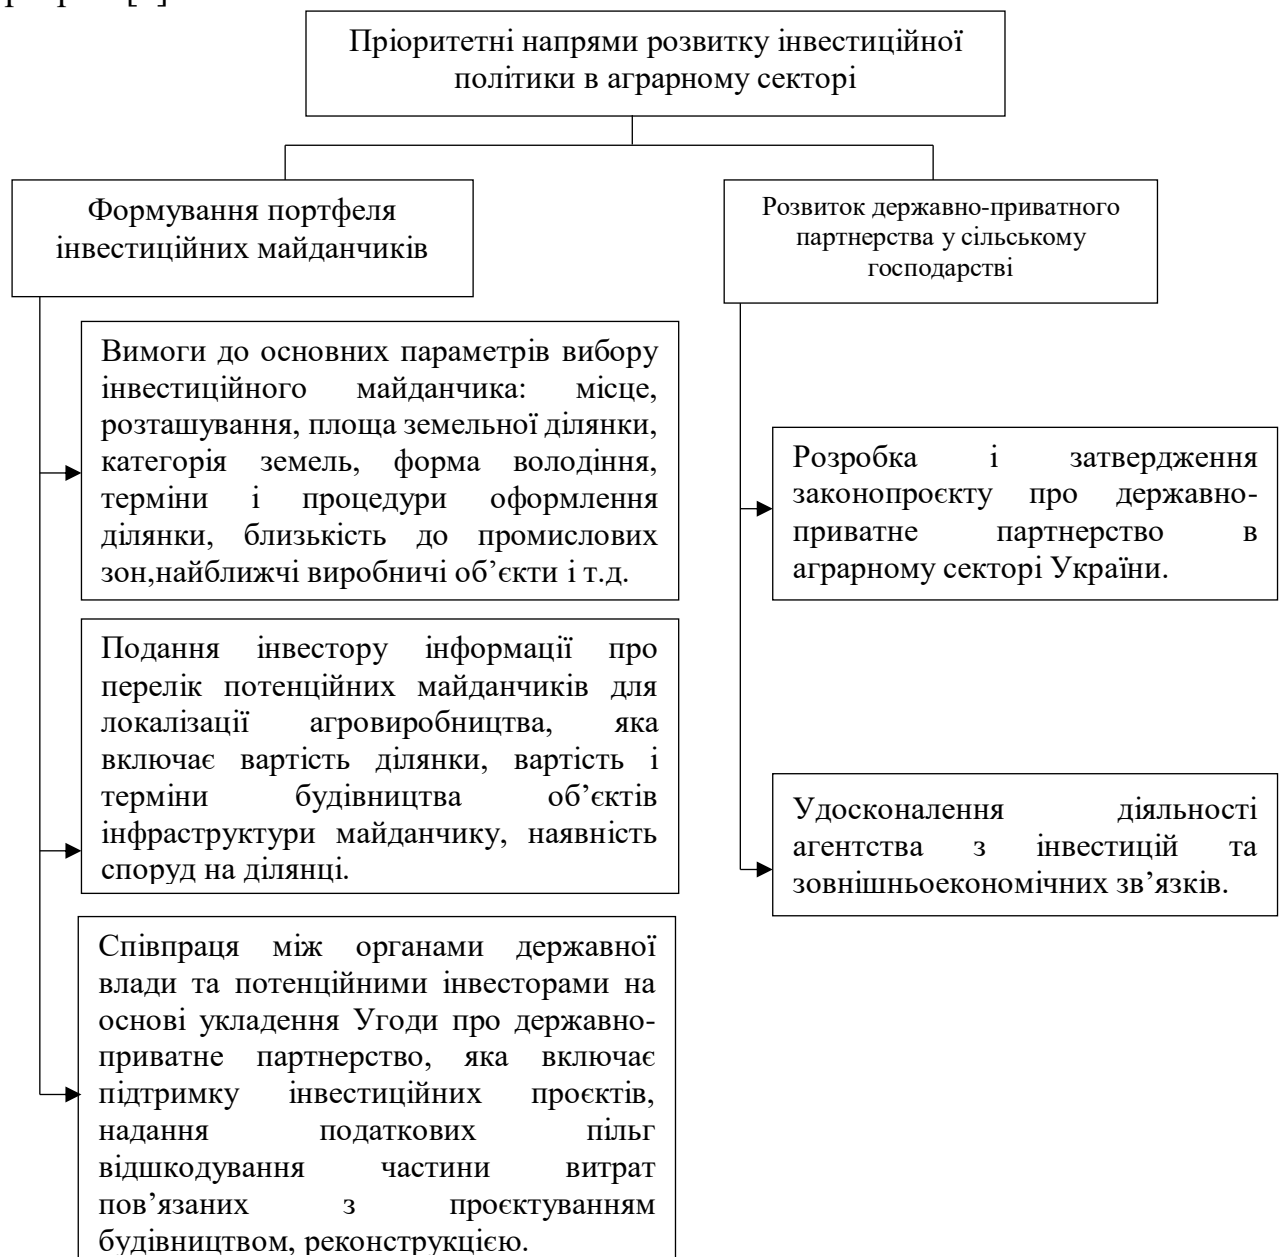 Пріоритетні напрями розвитку інвестиційної
політики в аграрному секторі
Формування портфеля
інвестиційних майданчиків
Вимоги до основних параметрів вибору
інвестиційного майданчика: місце,
розташування, площа земельної ділянки,
категорія земель, форма володіння,
терміни і процедури оформлення
ділянки, близькість до промислових
зон,найближчі виробничі об’єкти і т.д.
Подання інвестору інформації про
перелік потенційних майданчиків для
локалізації агровиробництва, яка
включає вартість ділянки, вартість і
терміни будівництва об’єктів
інфраструктури майданчику, наявність
споруд на ділянці.
Співпраця між органами державної
влади та потенційними інвесторами на
основі укладення Угоди про державно-
приватне партнерство, яка включає
підтримку інвестиційних проєктів,
надання податкових пільг
відшкодування частини витрат
пов’язаних з проєктуванням
будівництвом, реконструкцією.
Розвиток державно-приватного
партнерства у сільському
господарстві
Розробка і затвердження
законопроєкту про державно-
приватне партнерство в
аграрному секторі України.
Удосконалення діяльності
агентства з інвестицій та
зовнішньоекономічних зв’язків.